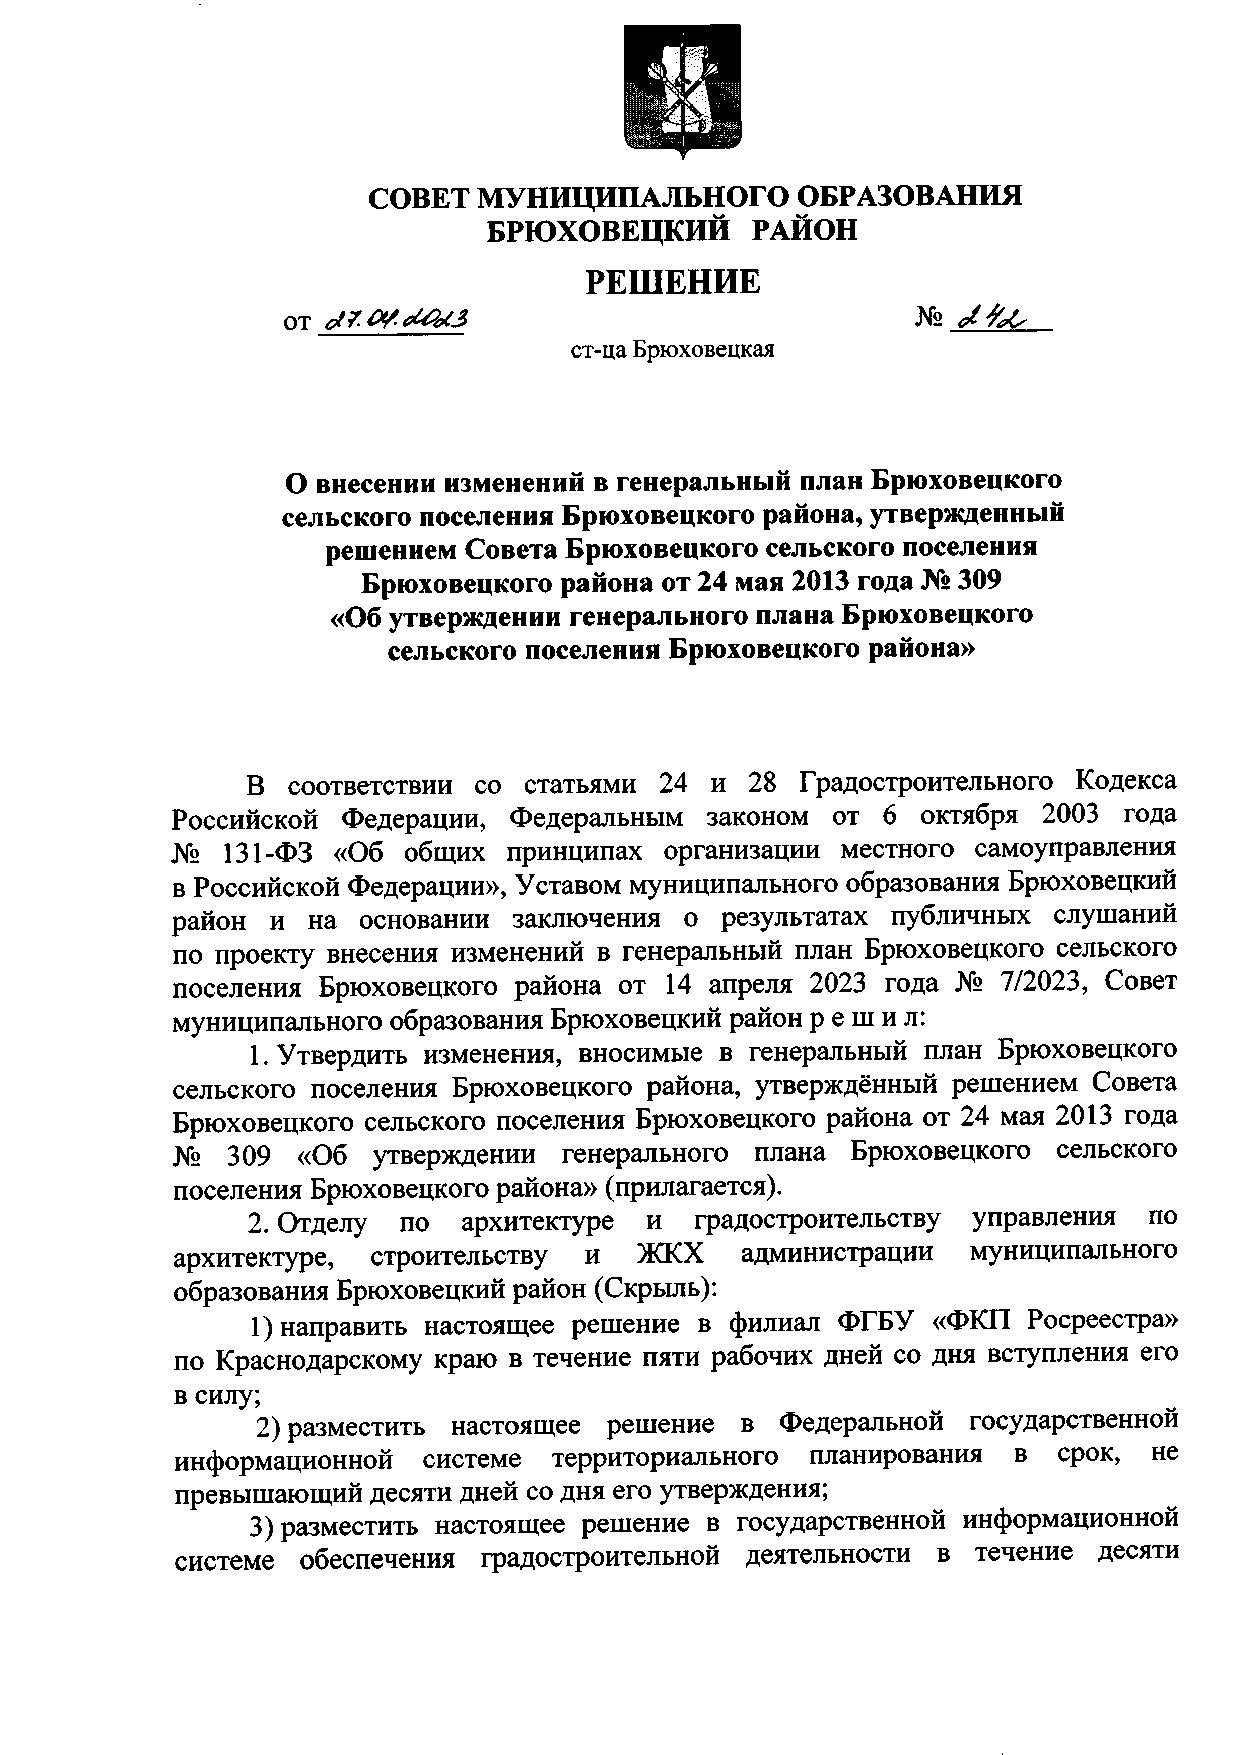 СОВЕТ МУНИЦИПАЛЬНОГО ОБРАЗОВАНИЯ
БРЮХОВЕЦКИЙ РАЙОН
РЕШЕНИЕ
от 27.04.2023 № 242
ст-ца Брюховецкая
О внесении изменений в генеральный план Брюховецкого
сельского поселения Брюховецкого района, утвержденный
решением Совета Брюховецкого сельского поселения
Брюховецкого района от 24 мая 2013 года № 309
«Об утверждении генерального плана Брюховецкого
сельского поселения Брюховецкого района»
В соответствии со статьями 24 и 28 Градостроительного Кодекса
Российской Федерации, Федеральным законом от 6 октября 2003 года
№ 131-ФЗ «Об общих принципах организации местного самоуправления
в Российской Федерации», Уставом муниципального образования Брюховецкий
район и на основании заключения о результатах публичных слушаний
по проекту внесения изменений в генеральный план Брюховецкого сельского
поселения Брюховецкого района от 14 апреля 2023 года № 7/2023, Совет
муниципального образования Брюховецкий район р е ш и л:
1. Утвердить изменения, вносимые в генеральный план Брюховецкого
сельского поселения Брюховецкого района, утверждённый решением Совета
Брюховецкого сельского поселения Брюховецкого района от 24 мая 2013 года
№ 309 «Об утверждении генерального плана Брюховецкого сельского
поселения Брюховецкого района» (прилагается).
2. Отделу по архитектуре и градостроительству управления по
архитектуре, строительству и ЖКХ администрации муниципального
образования Брюховецкий район (Скрыль):
1) направить настоящее решение в филиал ФГБУ «ФКП Росреестра»
по Краснодарскому краю в течение пяти рабочих дней со дня вступления его
в силу;
2) разместить настоящее решение в Федеральной государственной
информационной системе территориального планирования в срок, не
превышающий десяти дней со дня его утверждения;
3) разместить настоящее решение в государственной информационной
системе обеспечения градостроительной деятельности в течение десяти